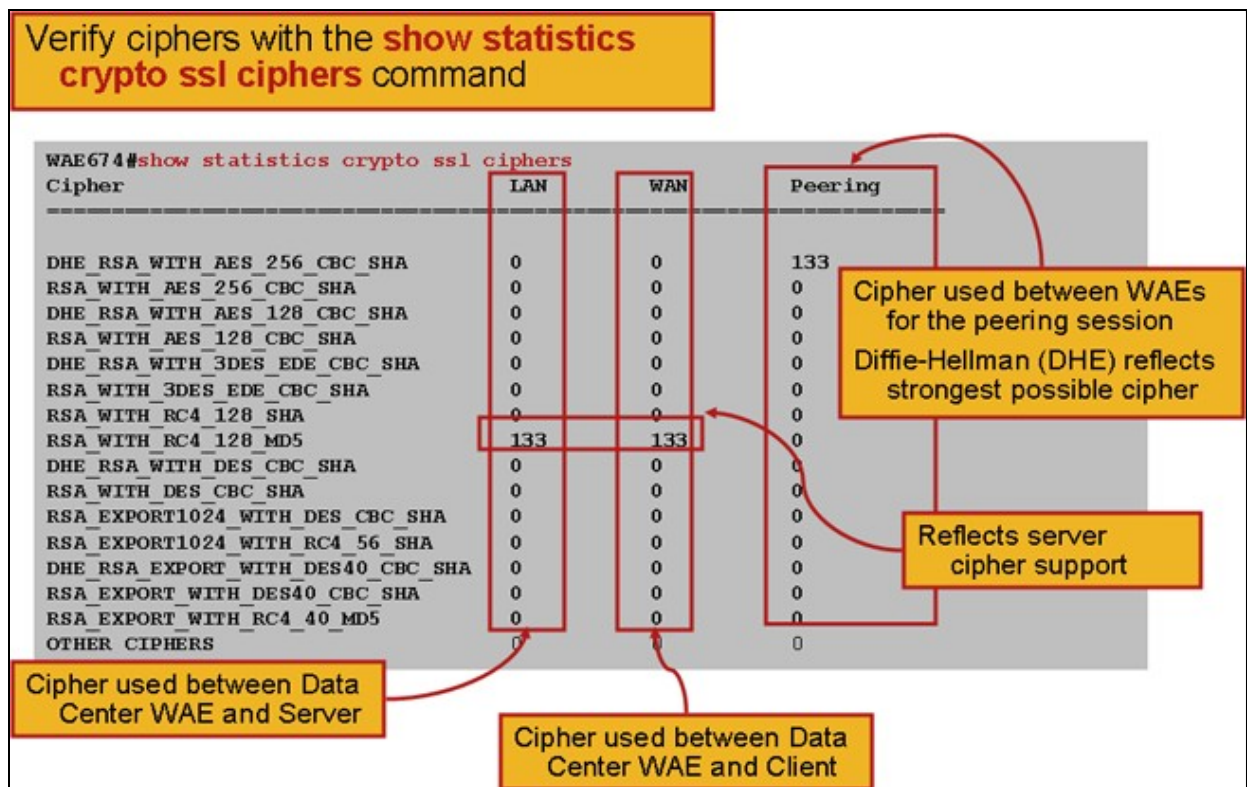 Verify ciphers with the show statistics
crypto ssl ciphers command
WAE674#show statistics crypto ssl ciphers
Cipher LAN WAN Peering
DHE_RSA_WITH_AES_256_CBC_SHA 0 0 133
RSA_WITH_AES_256_CBC_SHA 0 0 0
DHE_RSA_WITH_AES_128_CBC_SHA 0 0 0
RSA_WITH_AES_128_CBC_SHA 0 0 0
DHE_RSA_WITH_3DES_EDE_CBC_SHA 0 0 0
RSA_WITH_3DES_EDE_CBC_SHA 0 0 0
RSA_WITH_RC4_128_SHA 0 0 0
RSA_WITH_RC4_128_MD5 133 133 0
DHE_RSA_WITH_DES_CBC_SHA 0 0 0
RSA_WITH_DES_CBC_SHA 0 0 0
RSA_EXPORT1024_WITH_DES_CBC_SHA 0 0 0
RSA_EXPORT1024_WITH_RC4_56_SHA 0 0 0
DHE_RSA_EXPORT_WITH_DES40_CBC_SHA 0 0 0
RSA_EXPORT_WITH_DES40_CBC_SHA 0 0 0
RSA_EXPORT_WITH_RC4_40_MD5 0 0 0
OTHER CIPHERS 0 0 0
Cipher used between WAEs
for the peering session
Diffie-Hellman (DHE) reflects
strongest possible cipher
Reflects server
cipher support
Cipher used between Data
Center WAE and Server
Cipher used between Data
Center WAE and Client